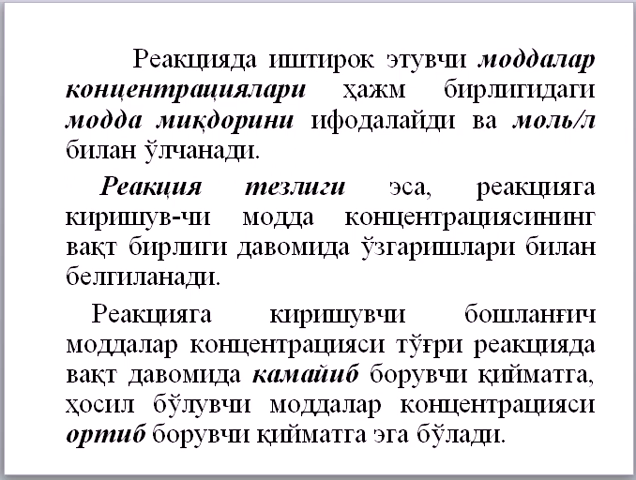 Реакцияда иштирок этувчи моддалар
концентрациялари ҳажм бирлигидаги
модда миқдорини ифодалайди ва моль/л
билан ўлчанади.
Реакция тезлиги эса, реакцияга
киришув-чи модда концентрациясининг
вақт бирлиги давомида ўзгаришлари билан
белгиланади.
Реакцияга киришувчи бошланғич
моддалар концентрацияси тўғри реакцияда
вақт давомида камайиб борувчи қийматга,
ҳосил бўлувчи моддалар концентрацияси
ортиб борувчи қийматга эга бўлади.